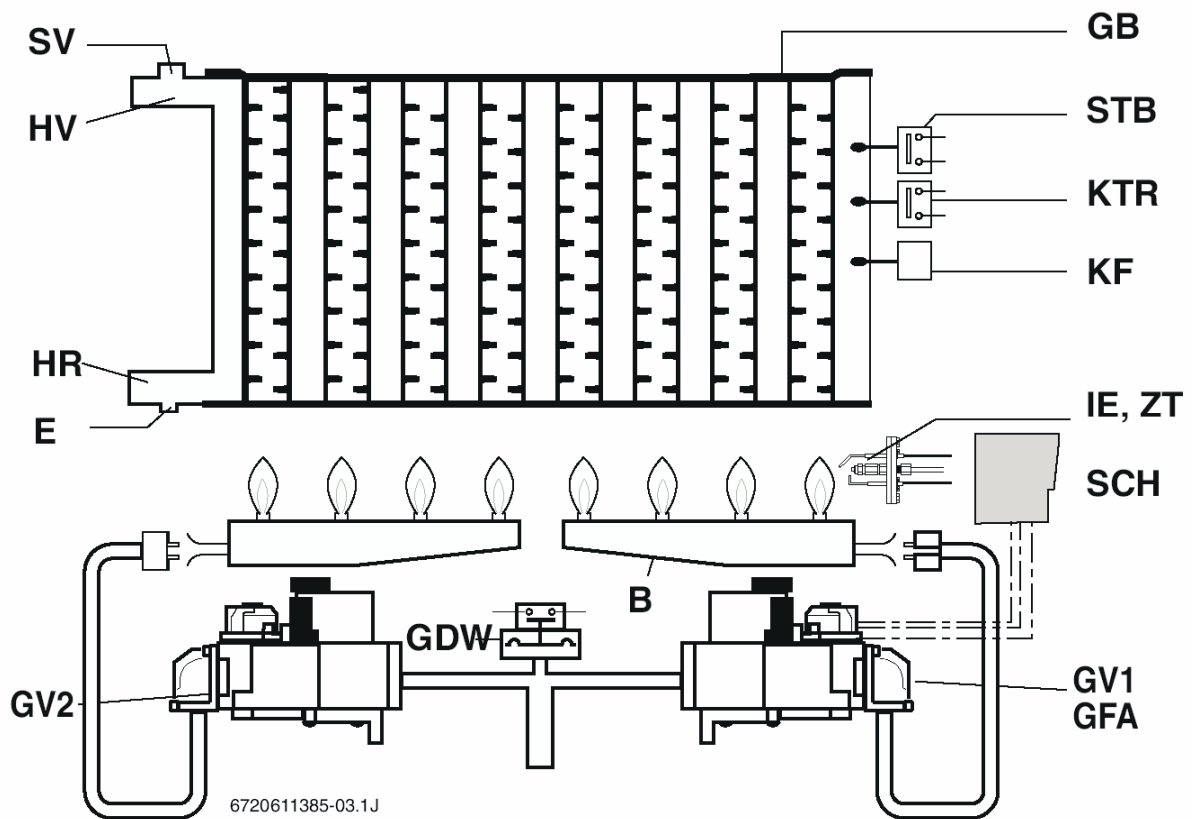 SV
GB
HV
STB
KTR
KF
HR
E
IE, ZT
SCH
B
GDW
GV2
GV1
GFA
6720611385-03.1J